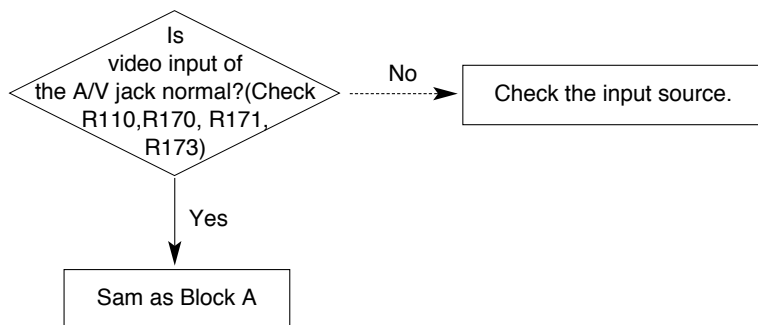 Is
video input of
the A/V jack normal?(Check
R110,R170, R171,
R173)
No
Check the input source.
Yes
Sam as Block A